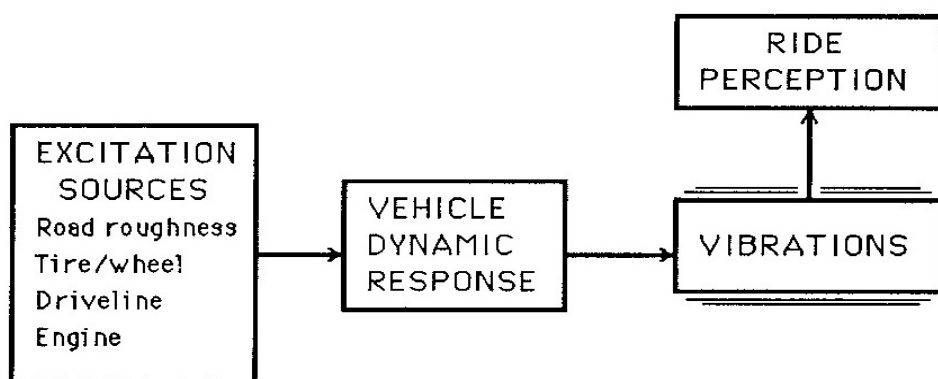 EXCITATION
SOURCES
Road roughness
Tire/wheel
Driveline
Engine
VEHICLE
DYNAMIC
RESPONSE
VIBRATIONS
RIDE
PERCEPTION